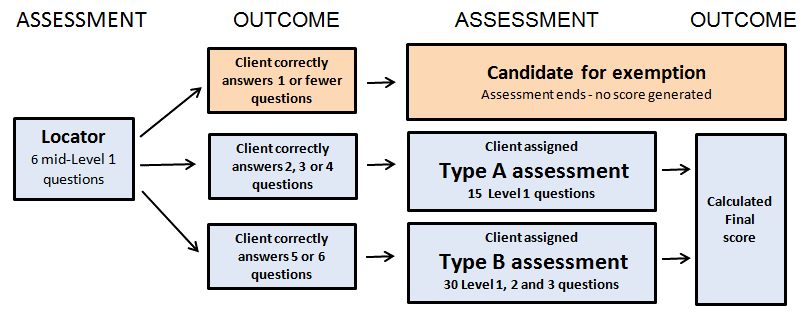 ASSESSMENT
OUTCOME
ASSESSMENT
OUTCOME
Locator
6 mid-Level 1
questions
Client correctly
answers 1 or fewer
questions
Candidate for exemption
Assessment ends - no score generated
Client correctly
answers 2, 3 or 4
questions
Client assigned
Type A assessment
15 Level 1 questions
Client correctly
answers 5 or 6
questions
Client assigned
Type B assessment
30 Level 1, 2 and 3 questions
Calculated
Final
score